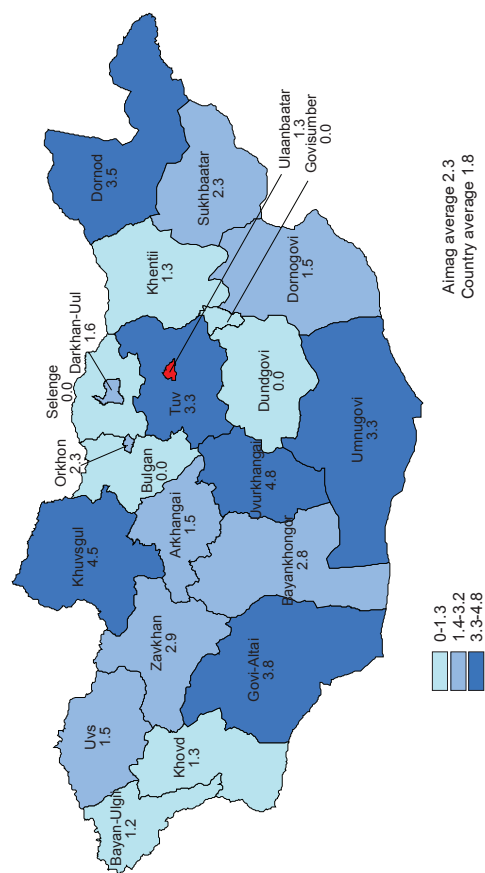 Dornod
3.5
Sukhbaatar
2.3
Ulaanbaatar
1.3
Govisumber
0.0
Khentii
1.3
Dornogovi
1.5
Darkhan-Uul
1.6
Selenge
0.0
Tuv
3.3
Dundgovi
0.0
Umnugovi
3.3
Orkhon
2.3
Bulgan
0.0
Uvurkhangai
4.8
Arkhangai
1.5
Bayankhongor
2.8
Khuvsgul
4.5
Zavkhan
2.9
Govi-Altai
3.8
Uvs
1.5
Khovd
1.3
Bayan-Ulgii
1.2
Aimag average 2.3
Country average 1.8
0-1.3
1.4-3.2
3.3-4.8